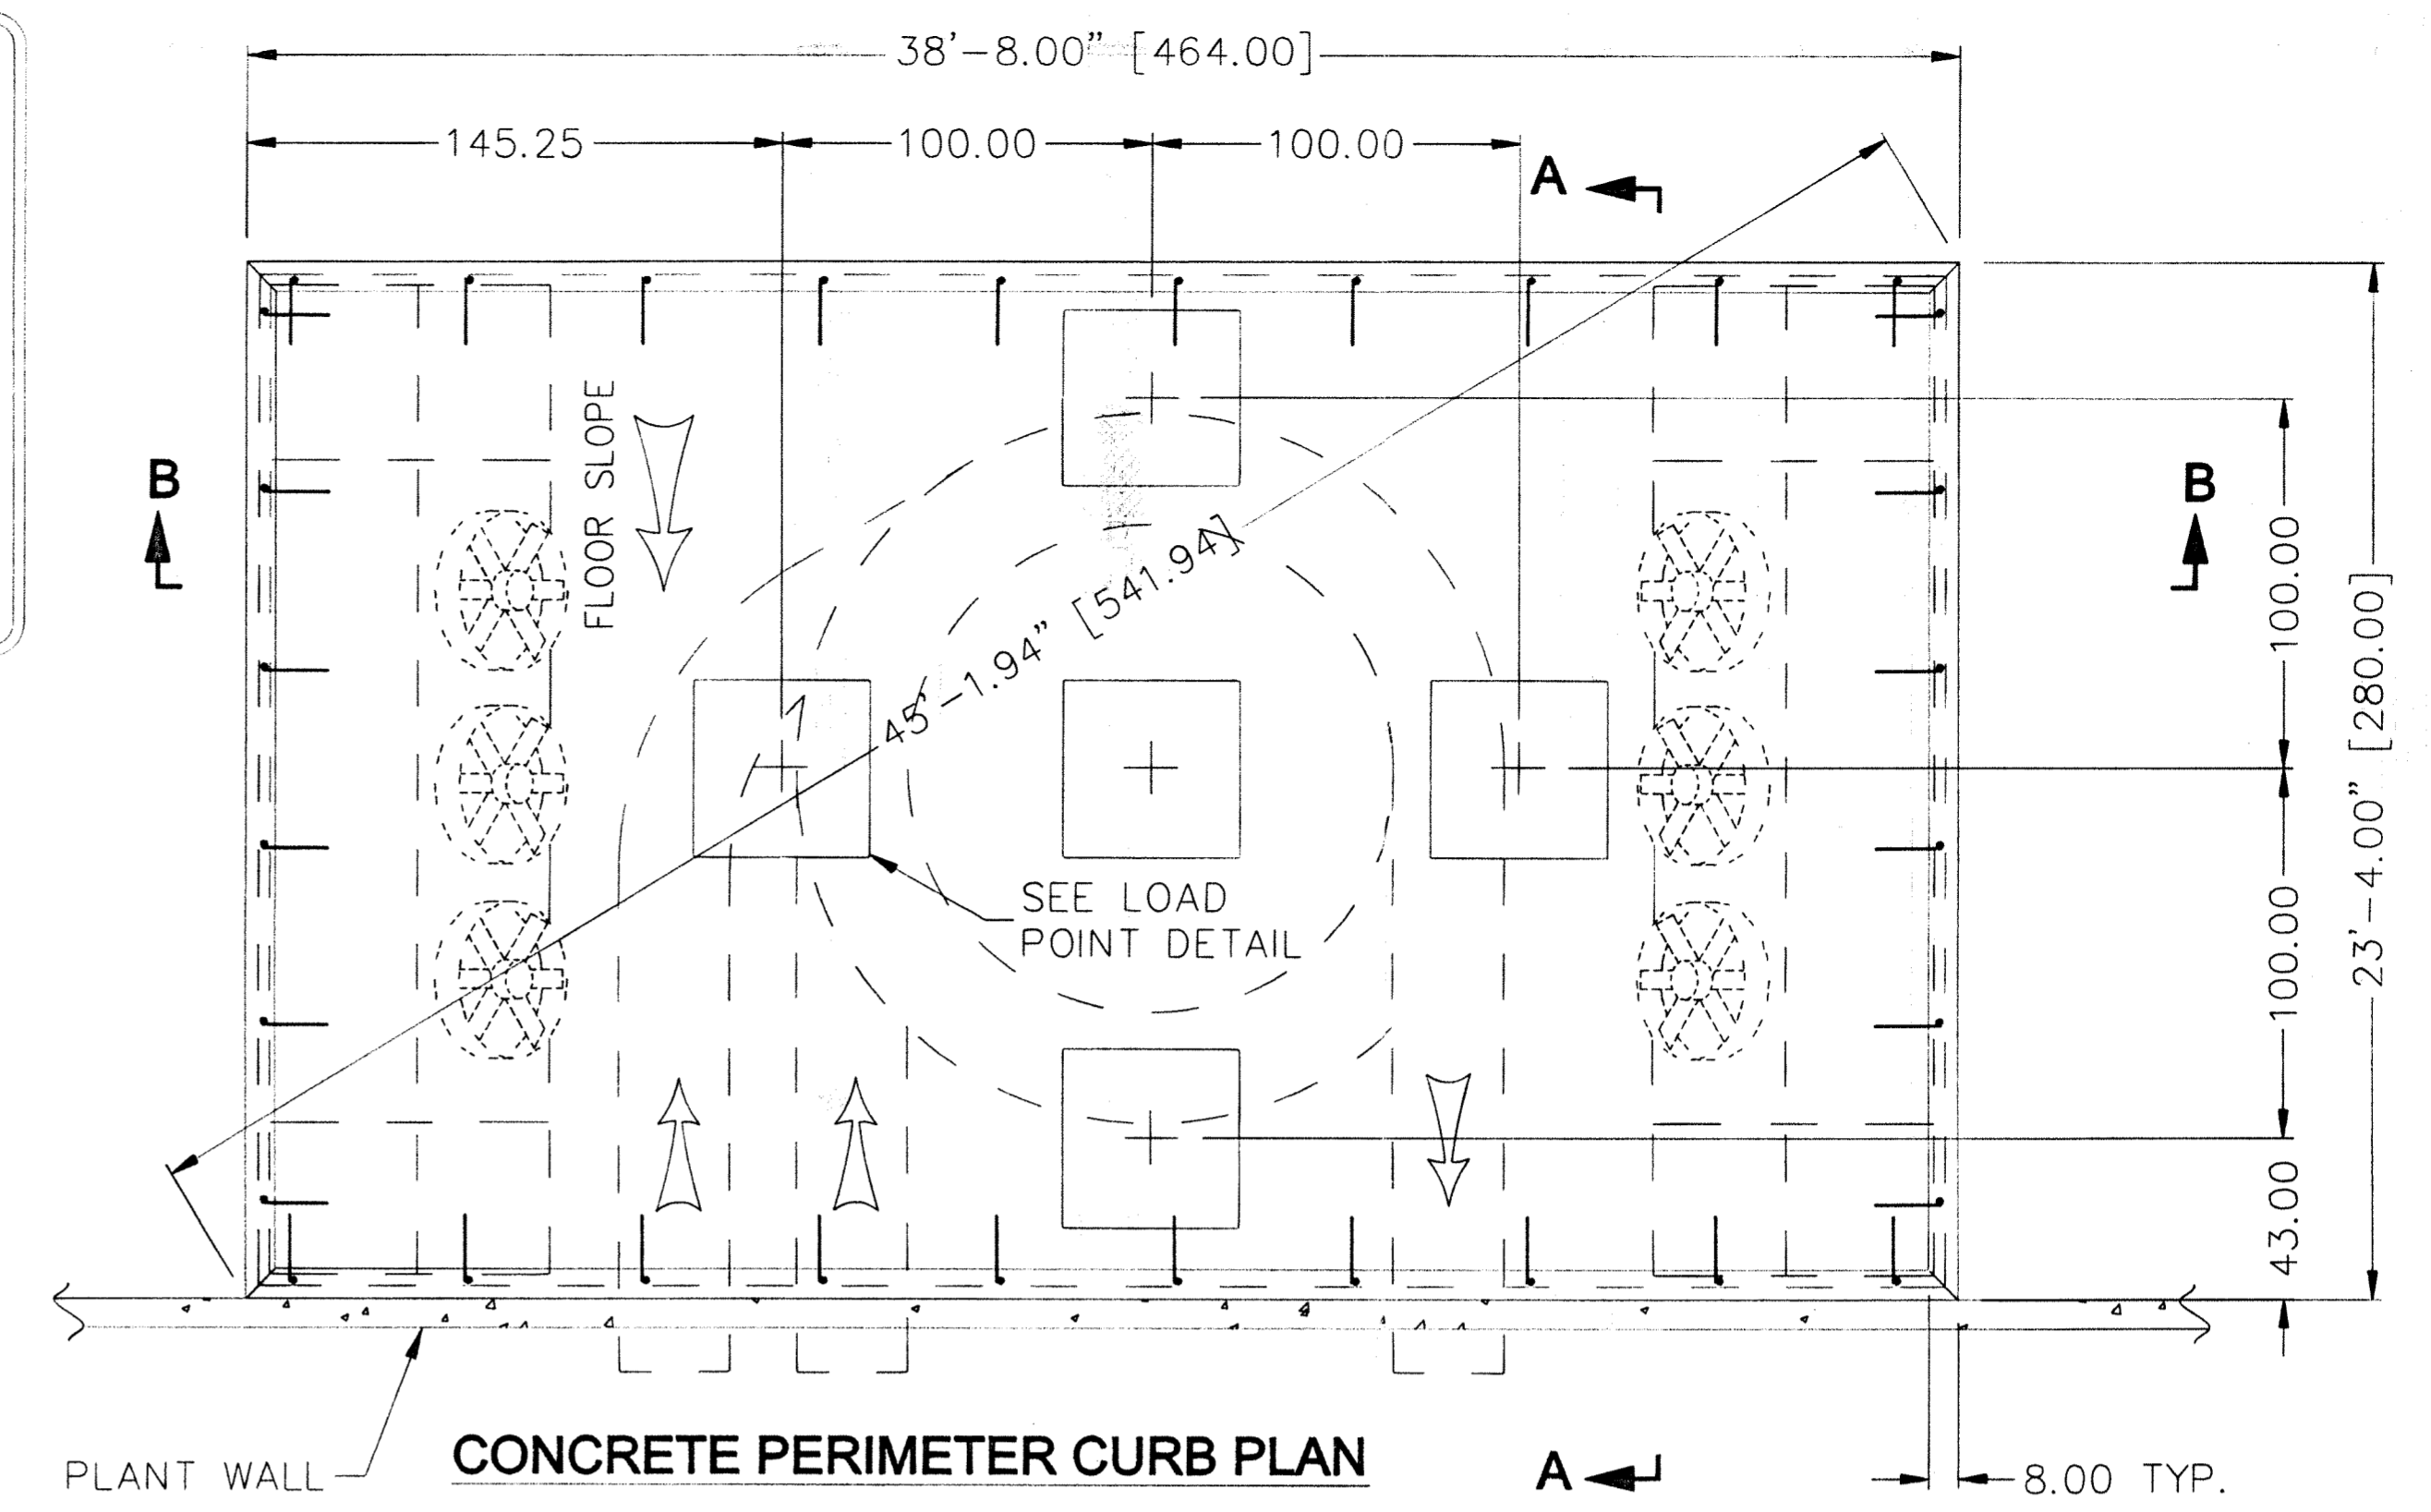 38'-8.00" [464.00]
145.25
100.00
100.00
A
B
FLOOR SLOPE
B
45'-1.94" [541.94]
100.00
23'-4.00" [280.00]
SEE LOAD
POINT DETAIL
100.00
43.00
PLANT WALL
CONCRETE PERIMETER CURB PLAN
A
8.00 TYP.